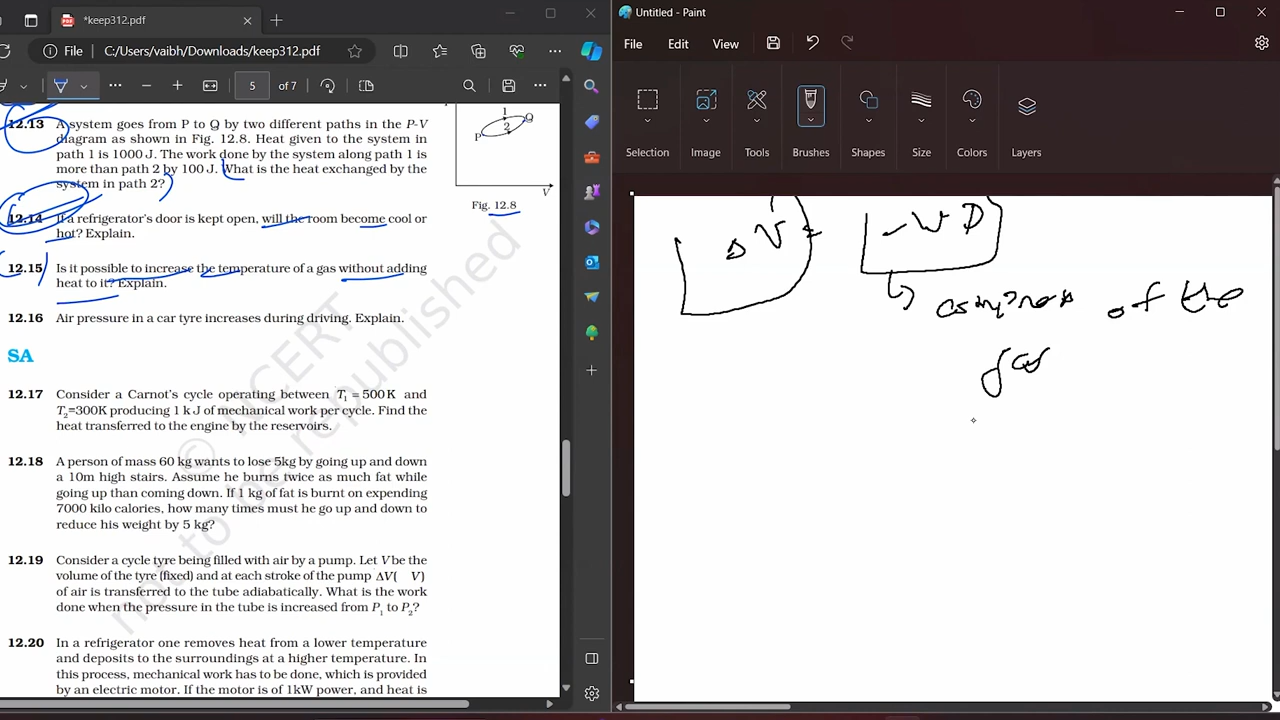 *keep312.pdf
File
C:/Users/vaibh/Downloads/keep312.pdf
5
of 7
12.13 A system goes from P to Q by two different paths in the P-V
diagram as shown in Fig. 12.8. Heat given to the system in
path 1 is 1000 J. The work done by the system along path 1 is
more than path 2 by 100 J. What is the heat exchanged by the
system in path 2?
1
2
Q
P
V
Fig. 12.8
12.14 If a refrigerator's door is kept open, will the room become cool or
hot? Explain.
12.15 Is it possible to increase the temperature of a gas without adding
heat to it? Explain.
12.16 Air pressure in a car tyre increases during driving. Explain.
SA
12.17 Consider a Carnot's cycle operating between T1 = 500 K and
T2=300K producing 1 k J of mechanical work per cycle. Find the
heat transferred to the engine by the reservoirs.
12.18 A person of mass 60 kg wants to lose 5kg by going up and down
a 10m high stairs. Assume he burns twice as much fat while
going up than coming down. If 1 kg of fat is burnt on expending
7000 kilo calories, how many times must he go up and down to
reduce his weight by 5 kg?
12.19 Consider a cycle tyre being filled with air by a pump. Let V be the
volume of the tyre (fixed) and at each stroke of the pump ΔV( V)
of air is transferred to the tube adiabatically. What is the work
done when the pressure in the tube is increased from P1 to P2?
12.20 In a refrigerator one removes heat from a lower temperature
and deposits to the surroundings at a higher temperature. In
this process, mechanical work has to be done, which is provided
by an electric motor. If the motor is of 1kW power, and heat is
© NCERT
not to be republished
Untitled - Paint
File Edit View
Selection Image Tools Brushes Shapes Size Colors Layers
= - W D
of the
gas